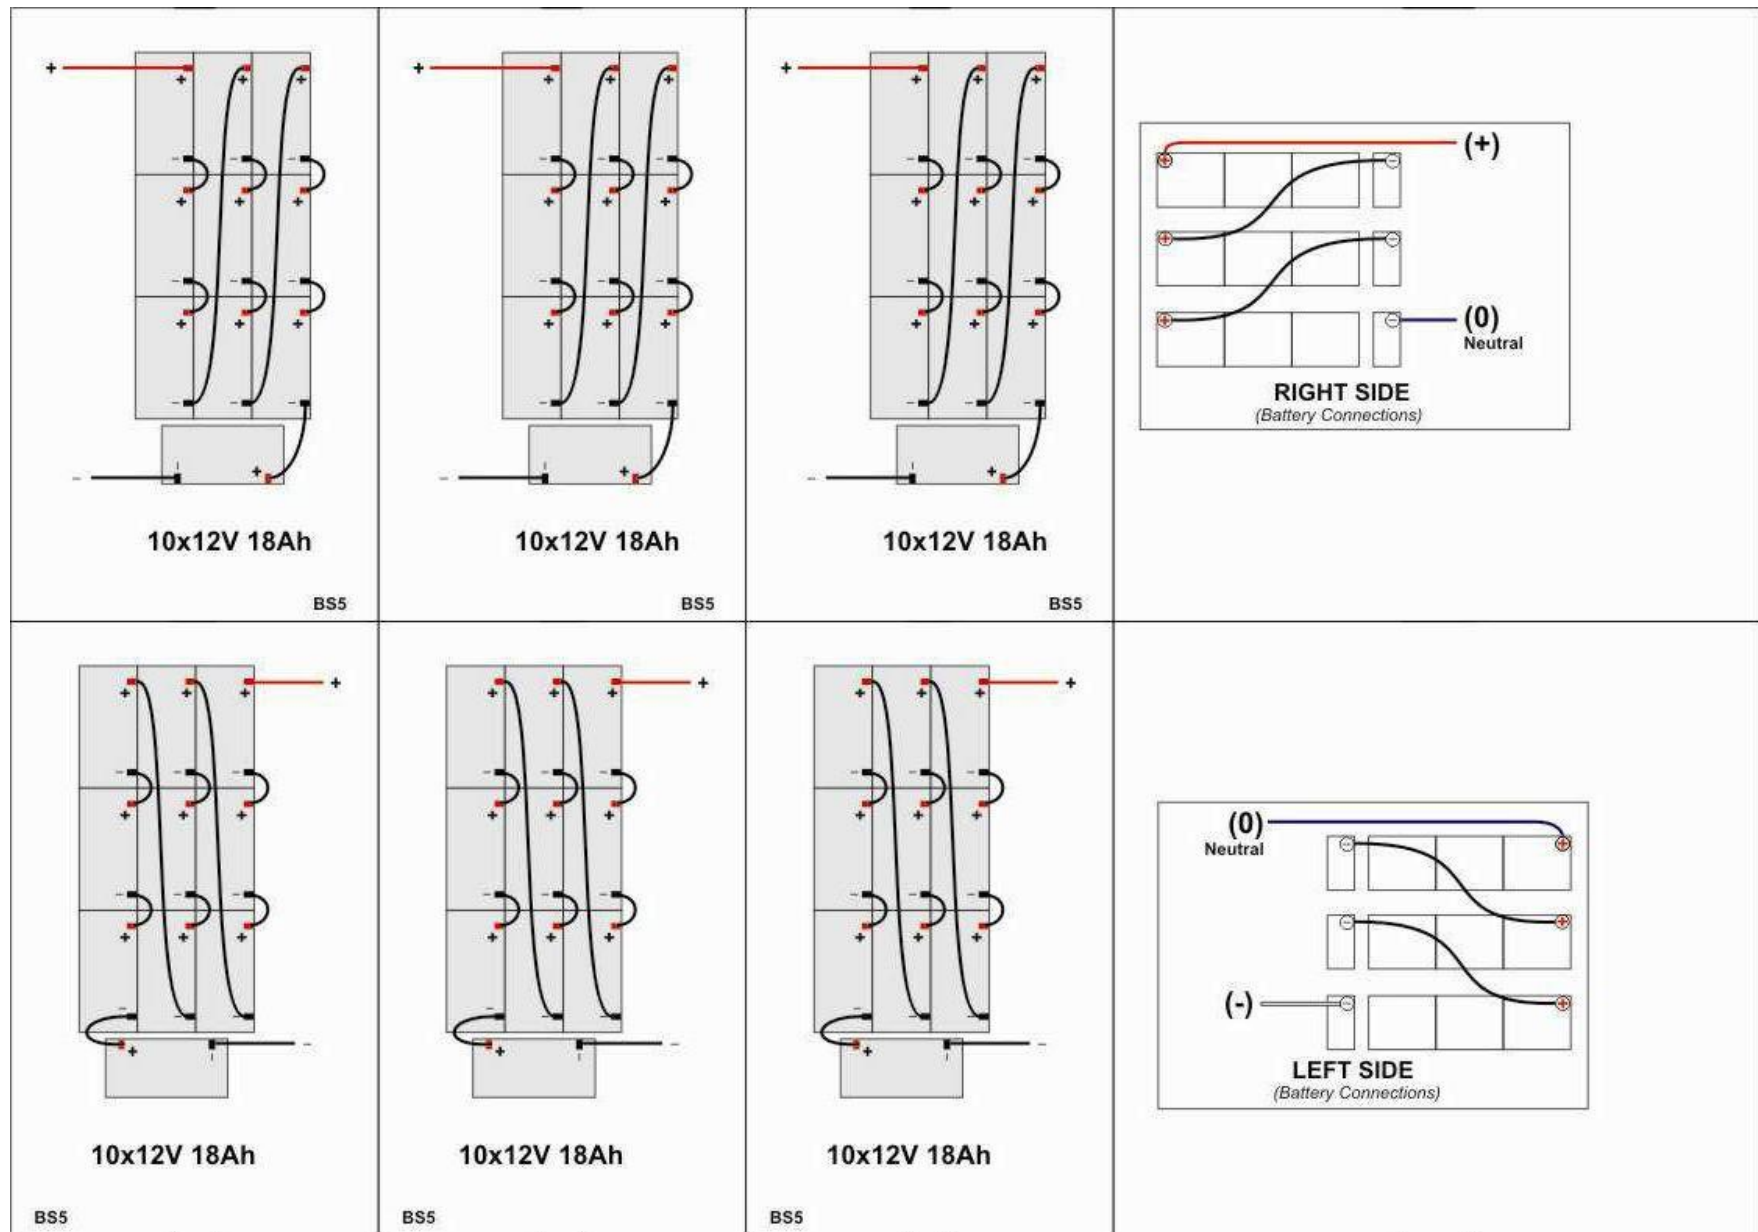 10x12V 18Ah
BS5
10x12V 18Ah
BS5
10x12V 18Ah
BS5
(+)
(0)
Neutral
RIGHT SIDE
(Battery Connections)
10x12V 18Ah
BS5
10x12V 18Ah
BS5
10x12V 18Ah
BS5
(0)
Neutral
(-)
LEFT SIDE
(Battery Connections)